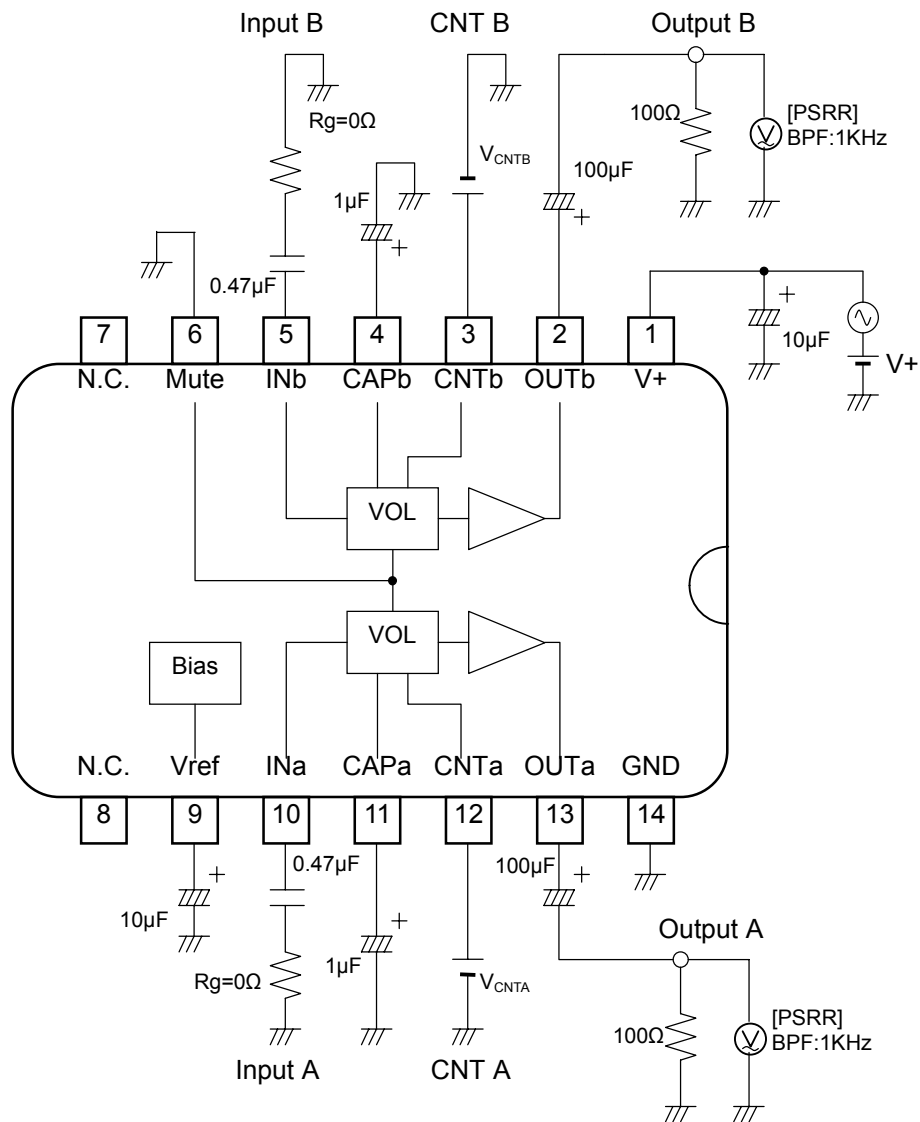 Input B
CNT B
Output B
Rg=0Ω
V_CNTB
100Ω
[PSRR]
BPF:1KHz
1µF
+
100µF
+
0.47µF
+
10µF
V+
7
6
5
4
3
2
1
N.C.
Mute
INb
CAPb
CNTb
OUTb
V+
VOL
VOL
Bias
N.C.
Vref
INa
CAPa
CNTa
OUTa
GND
8
9
10
11
12
13
14
+
10µF
0.47µF
+
1µF
100µF
+
Rg=0Ω
V_CNTA
Output A
100Ω
[PSRR]
BPF:1KHz
Input A
CNT A